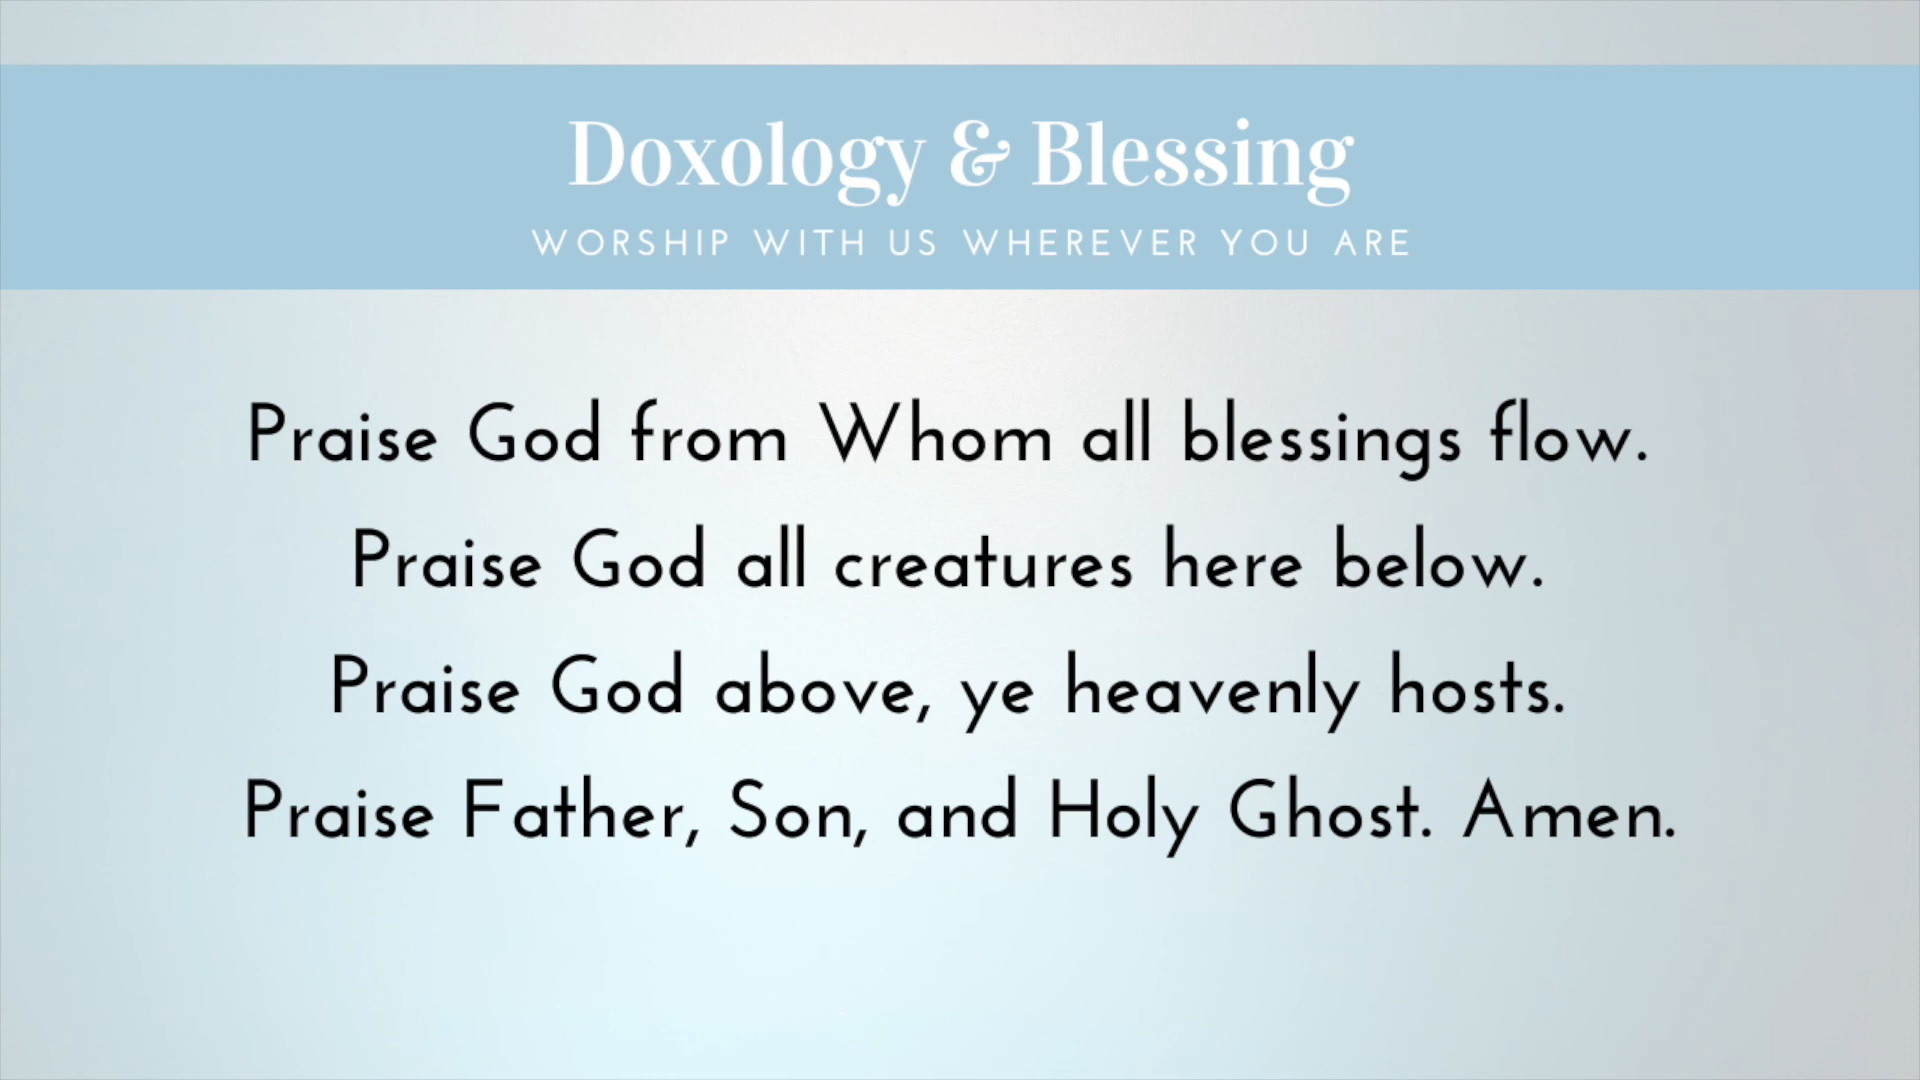 Doxology & Blessing
WORSHIP WITH US WHEREVER YOU ARE
Praise God from Whom all blessings flow.
Praise God all creatures here below.
Praise God above, ye heavenly hosts.
Praise Father, Son, and Holy Ghost. Amen.